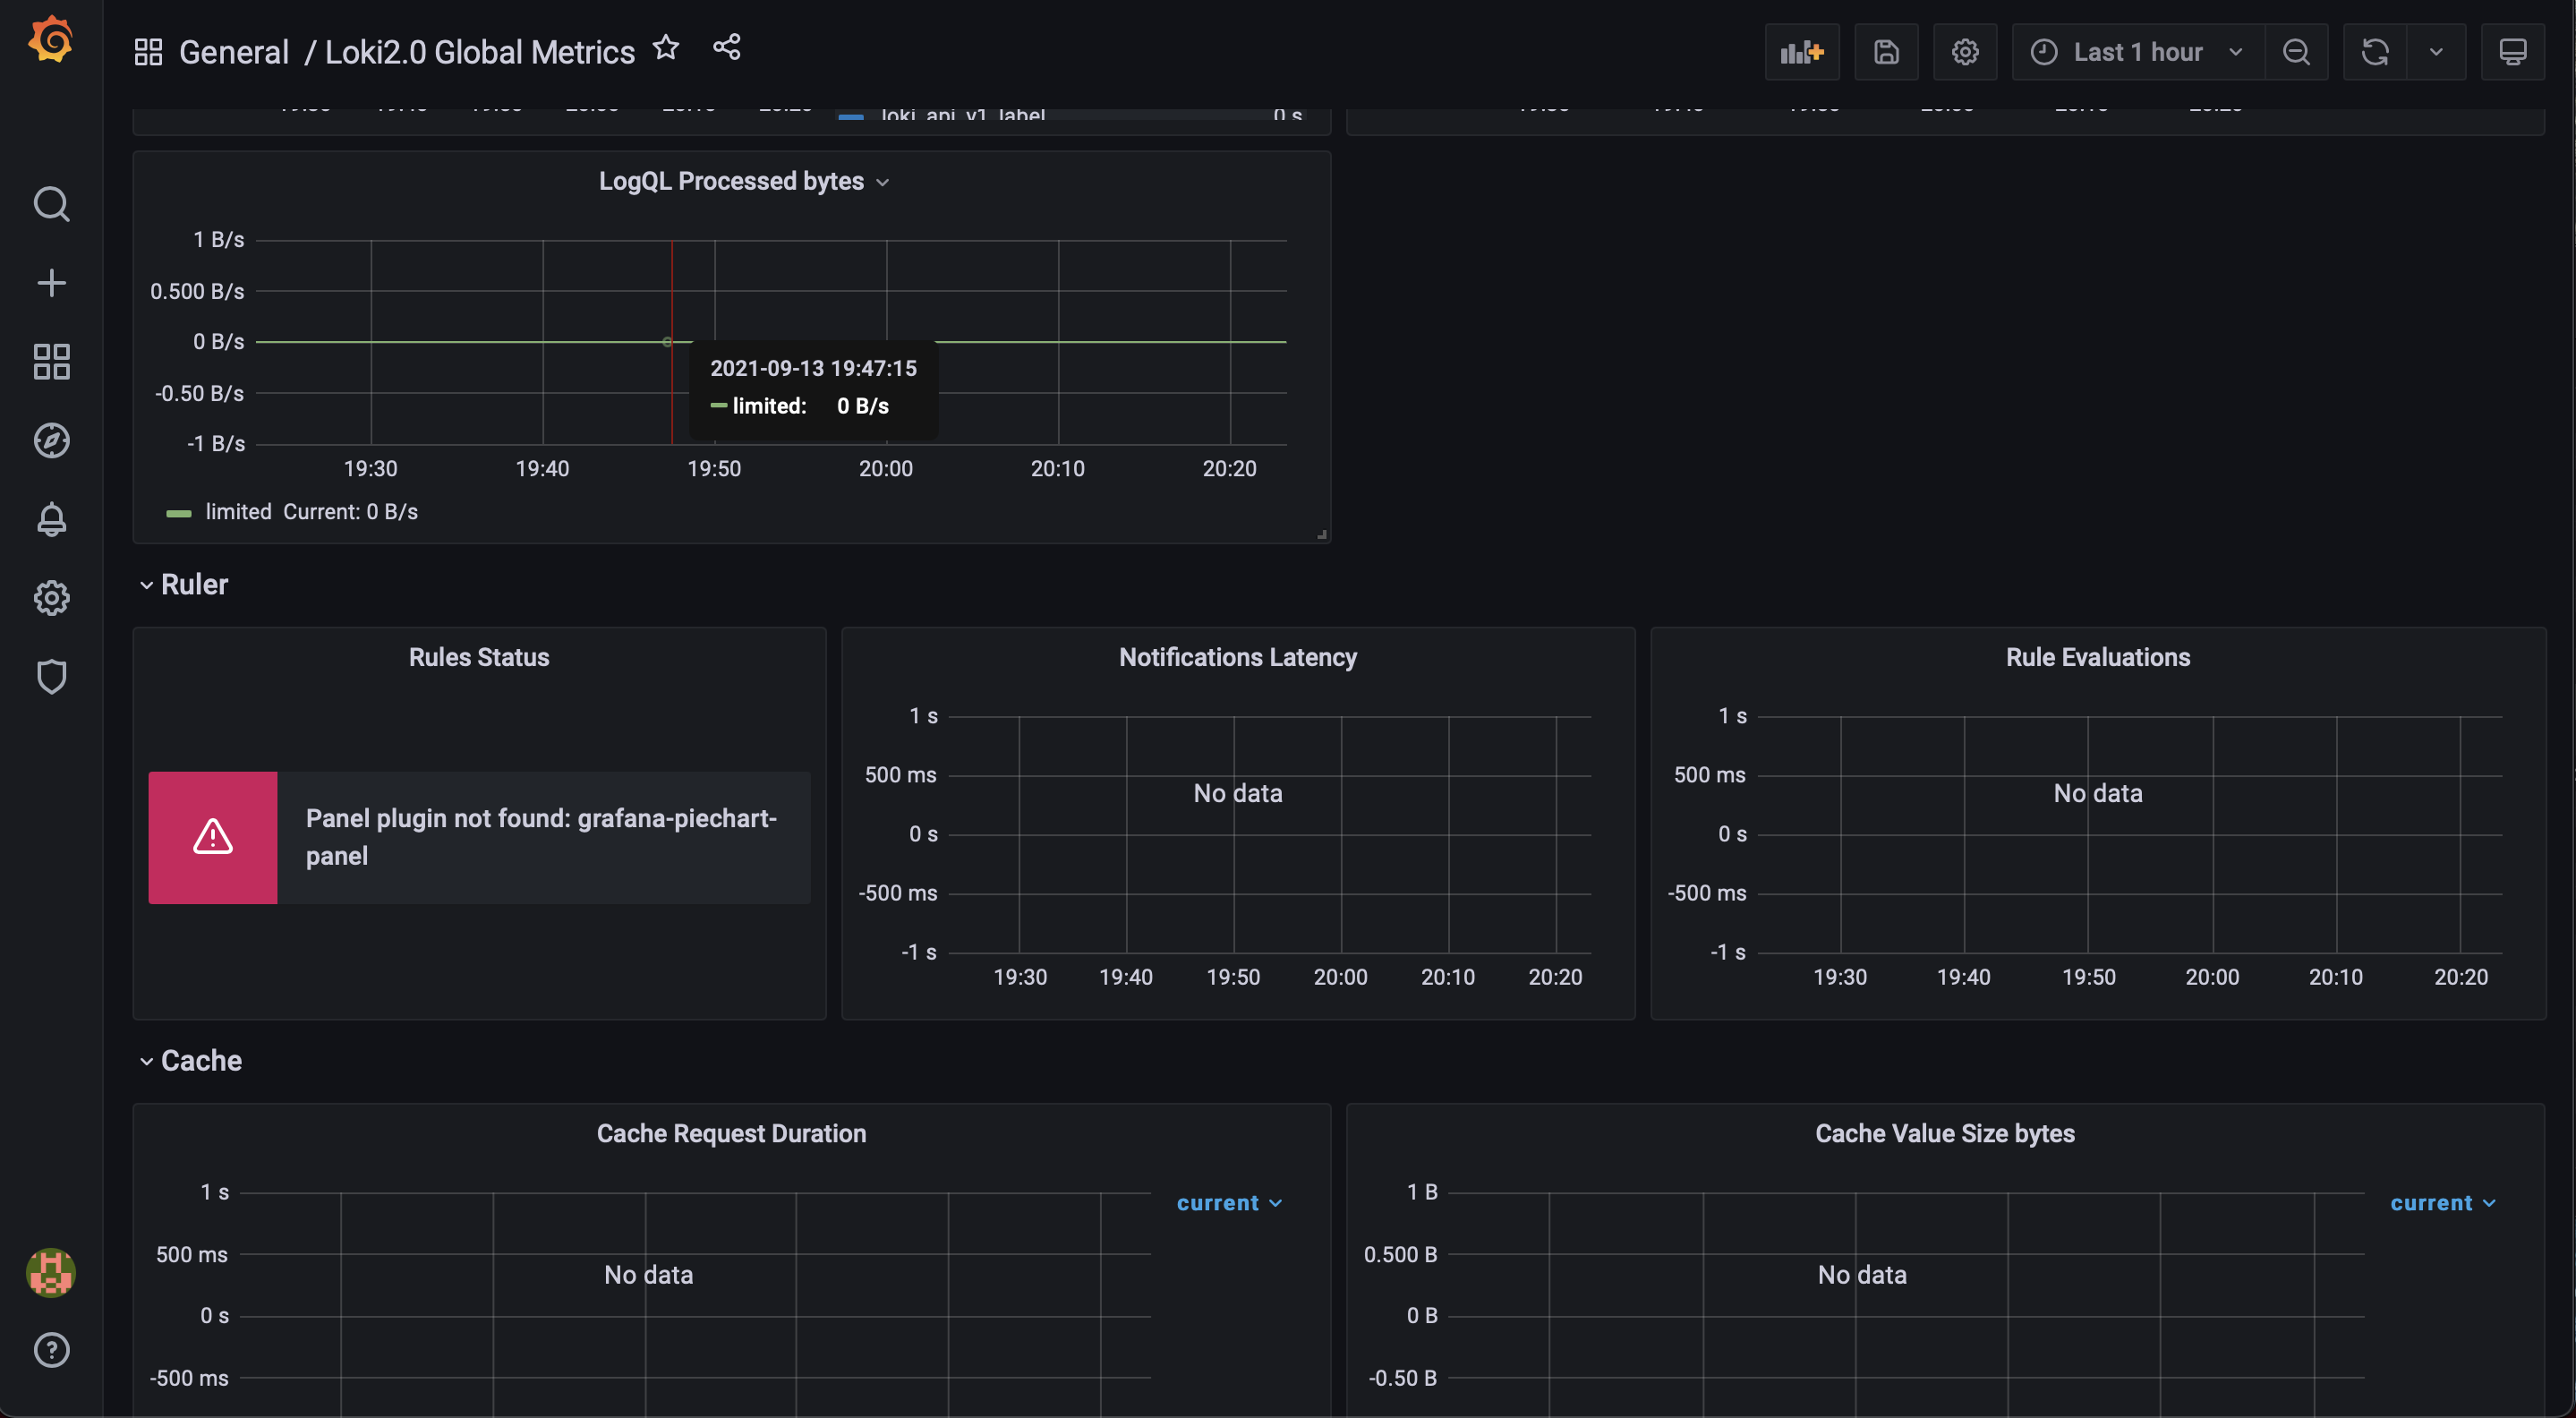 General / Loki2.0 Global Metrics
Last 1 hour
loki_api_v1_label 0 s
LogQL Processed bytes
1 B/s
0.500 B/s
0 B/s
-0.50 B/s
-1 B/s
19:30 19:40 19:50 20:00 20:10 20:20
2021-09-13 19:47:15
limited: 0 B/s
limited Current: 0 B/s
Ruler
Rules Status
Panel plugin not found: grafana-piechart-
panel
Notifications Latency
1 s
500 ms
No data
0 s
-500 ms
-1 s
19:30 19:40 19:50 20:00 20:10 20:20
Rule Evaluations
1 s
500 ms
No data
0 s
-500 ms
-1 s
19:30 19:40 19:50 20:00 20:10 20:20
Cache
Cache Request Duration
1 s
current
500 ms
No data
0 s
-500 ms
Cache Value Size bytes
1 B
current
0.500 B
No data
0 B
-0.50 B